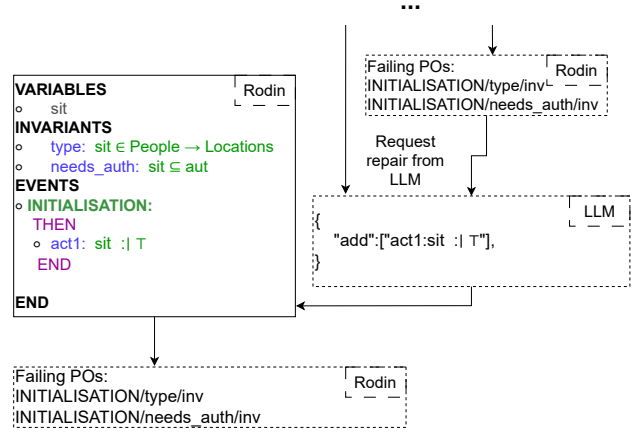 ...
Failing POs:
Rodin
INITIALISATION/type/inv
INITIALISATION/needs_auth/inv
Request
repair from
LLM
VARIABLES
Rodin
sit
INVARIANTS
type: sit ∈ People → Locations
needs_auth: sit ⊆ aut
EVENTS
INITIALISATION:
THEN
act1: sit :| ⊤
END
END
LLM
{
"add":["act1:sit :| ⊤"],
}
Failing POs:
Rodin
INITIALISATION/type/inv
INITIALISATION/needs_auth/inv